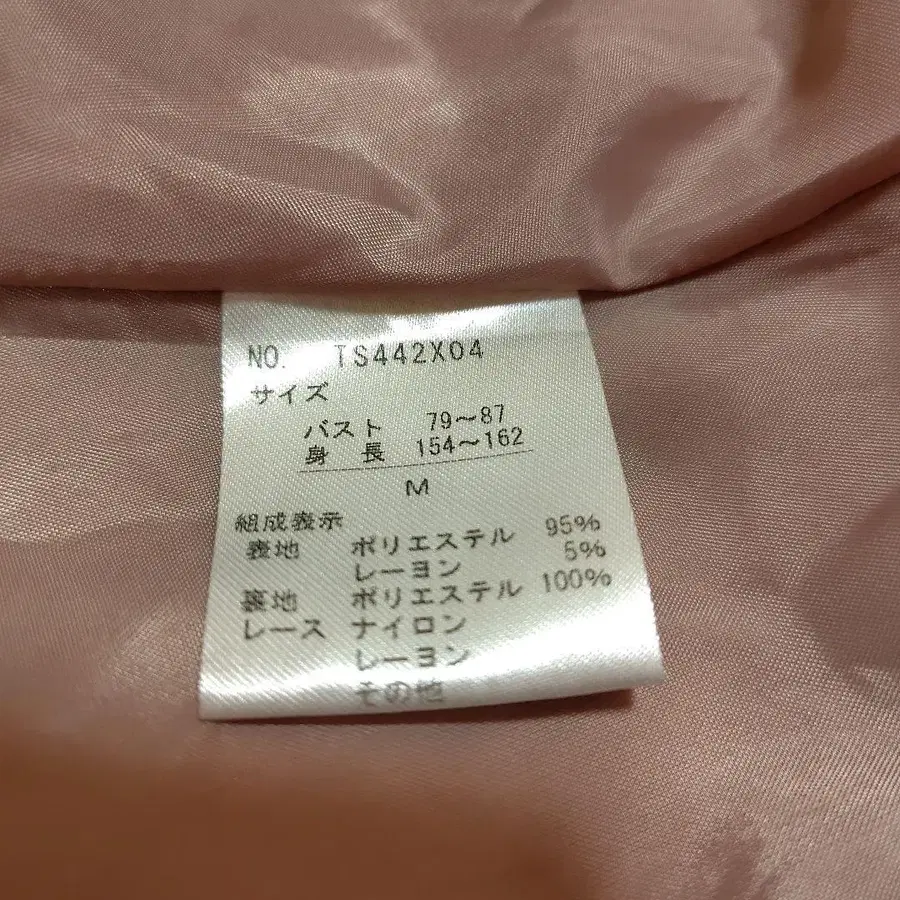 NO. TS442X04
サイズ
バスト 79～87
身長 154～162
M
組成表示
表地 ポリエステル 95%
レーヨン 5%
裏地 ポリエステル 100%
レース ナイロン
レーヨン
その他